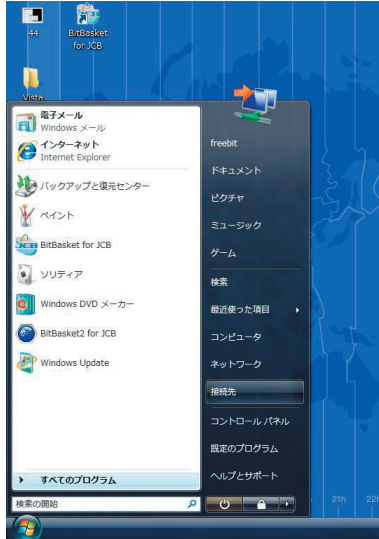 44
BitBasket
for JCB
Vista
電子メール
Windows メール
インターネット
Internet Explorer
バックアップと復元センター
ペイント
BitBasket for JCB
ソリティア
Windows DVD メーカー
BitBasket2 for JCB
Windows Update
すべてのプログラム
検索の開始
freebit
ドキュメント
ピクチャ
ミュージック
ゲーム
検索
最近使った項目
コンピュータ
ネットワーク
接続先
コントロール パネル
既定のプログラム
ヘルプとサポート
21h 22h